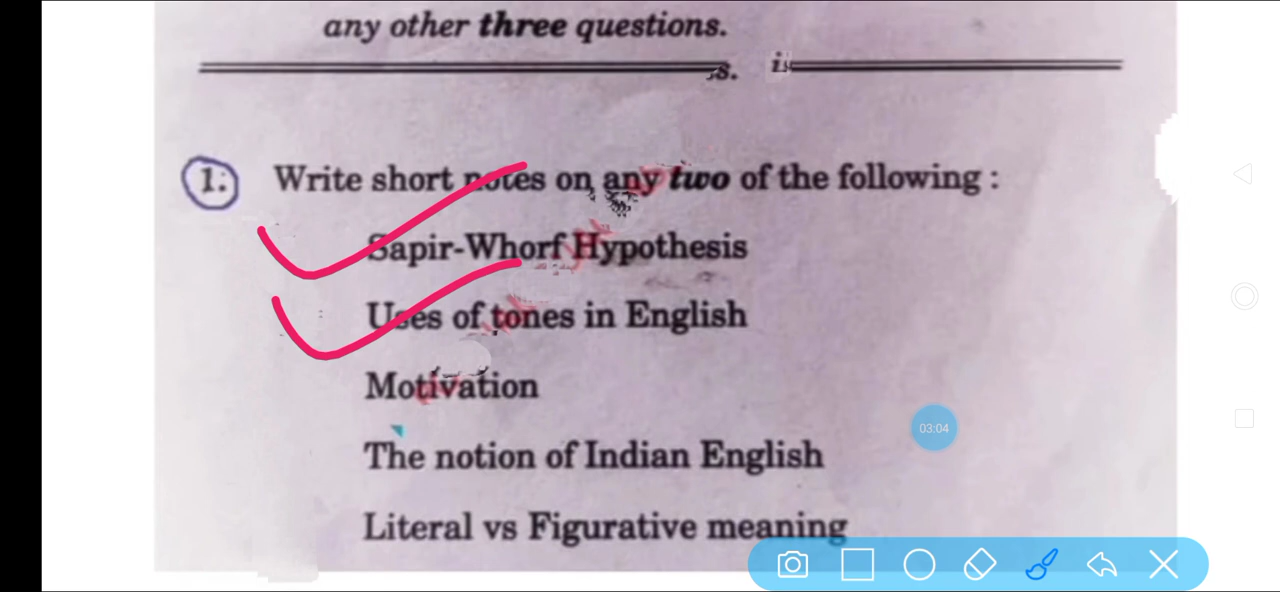 any other three questions.
s. is
1. Write short notes on any two of the following :
Sapir-Whorf Hypothesis
Uses of tones in English
Motivation
The notion of Indian English
Literal vs Figurative meaning
03:04